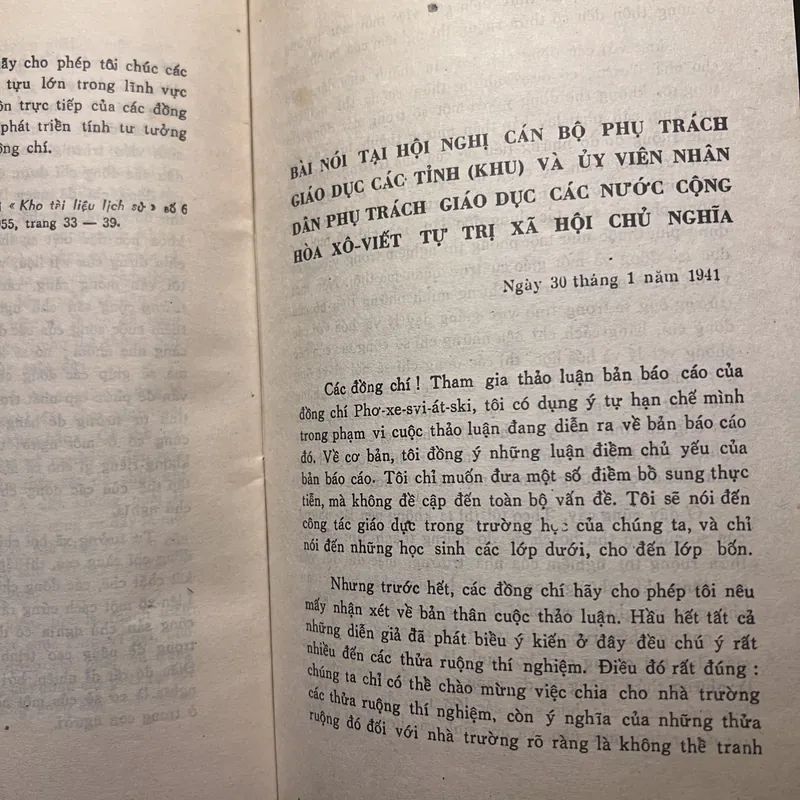 ãy cho phép tôi chúc các
tựu lớn trong lĩnh vực
ôn trực tiếp của các đồng
phát triển tính tư tưởng
ồng chí.
« Kho tài liệu lịch sử » số 6
955, trang 33 — 39.
BÀI NÓI TẠI HỘI NGHỊ CÁN BỘ PHỤ TRÁCH
GIÁO DỤC CÁC TỈNH (KHU) VÀ ỦY VIÊN NHÂN
DÂN PHỤ TRÁCH GIÁO DỤC CÁC NƯỚC CỘNG
HÒA XÔ-VIẾT TỰ TRỊ XÃ HỘI CHỦ NGHĨA
Ngày 30 tháng 1 năm 1941
Các đồng chí ! Tham gia thảo luận bản báo cáo của
đồng chí Phơ-xe-svi-át-ski, tôi có dụng ý tự hạn chế mình
trong phạm vi cuộc thảo luận đang diễn ra về bản báo cáo
đó. Về cơ bản, tôi đồng ý những luận điểm chủ yếu của
bản báo cáo. Tôi chỉ muốn đưa một số điểm bổ sung thực
tiễn, mà không đề cập đến toàn bộ vấn đề. Tôi sẽ nói đến
công tác giáo dực trong trường học của chúng ta, và chỉ
nói đến những học sinh các lớp dưới, cho đến lớp bốn.
Nhưng trước hết, các đồng chí hãy cho phép tôi nêu
mấy nhận xét về bản thân cuộc thảo luận. Hầu hết tất cả
những diễn giả đã phát biểu ý kiến ở đây đều chú ý rất
nhiều đến các thửa ruộng thí nghiệm. Điều đó rất đúng :
chúng ta chỉ có thể chào mừng việc chia cho nhà trường
các thửa ruộng thí nghiệm, còn ý nghĩa của những thửa
ruộng đó đối với nhà trường rõ ràng là không thể tranh